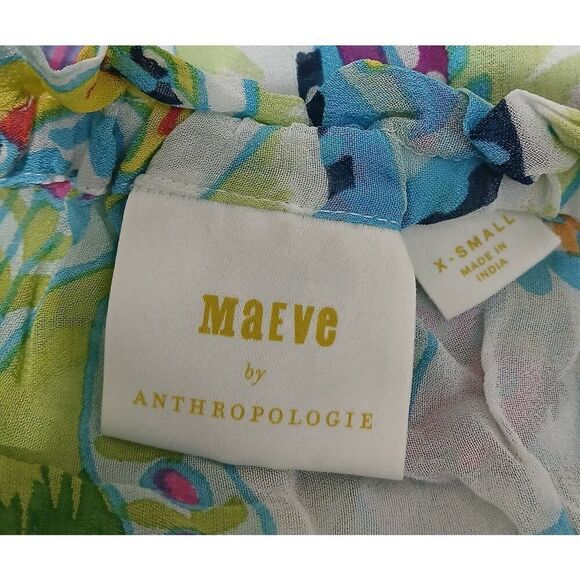 MaEve
by
ANTHROPOLOGIE
X-SMALL
MADE IN
INDIA